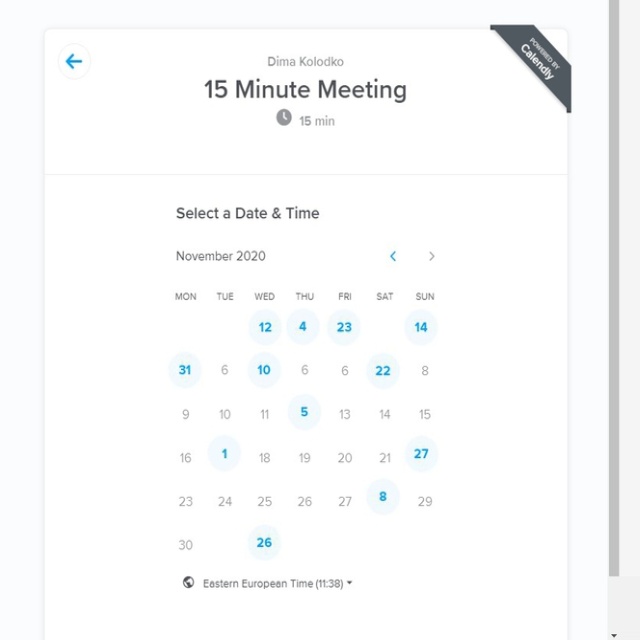 POWERED BY
Calendly
Dima Kolodko
15 Minute Meeting
15 min
Select a Date & Time
November 2020
MON TUE WED THU FRI SAT SUN
12 4 23 14
31 6 10 6 6 22 8
9 10 11 5 13 14 15
16 1 18 19 20 21 27
23 24 25 26 27 8 29
30 26
Eastern European Time (11:38)